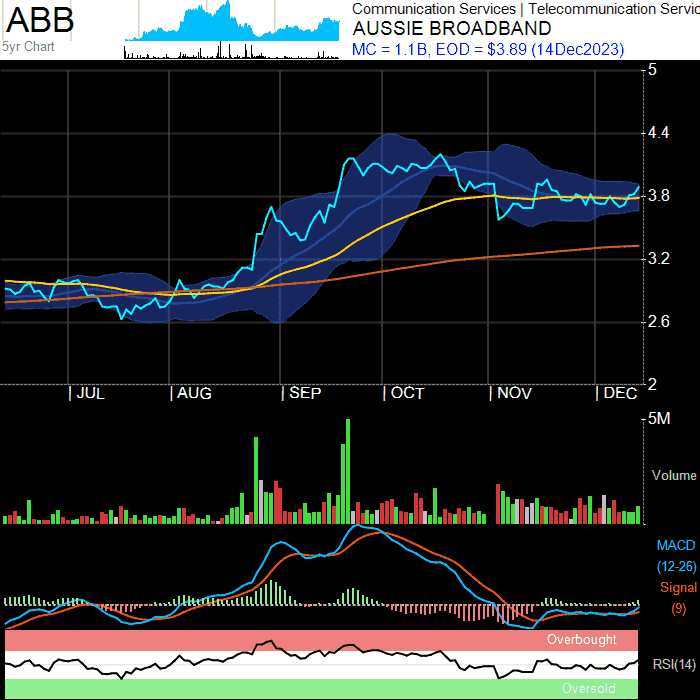 ABB
5yr Chart
Communication Services | Telecommunication Servic
AUSSIE BROADBAND
MC = 1.1B, EOD = $3.89 (14Dec2023)
5
4.4
3.8
3.2
2.6
2
| JUL | AUG | SEP | OCT | NOV | DEC
5M
Volume
MACD
(12-26)
Signal
(9)
Overbought
RSI(14)
Oversold